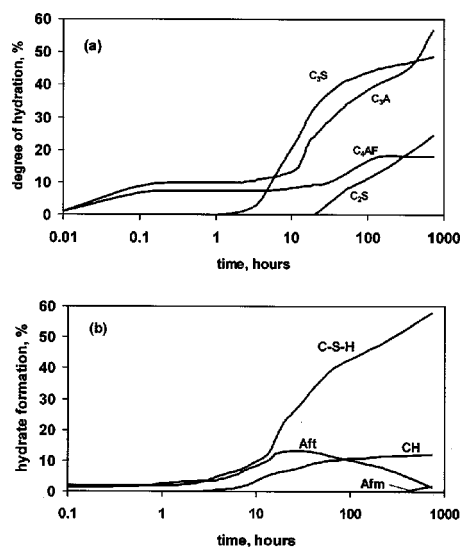 (a)
degree of hydration, %
60
50
40
30
20
10
0
C₃S
C₃A
C₄AF
C₂S
0.01 0.1 1 10 100 1000
time, hours
(b)
hydrate formation, %
60
50
40
30
20
10
0
C-S-H
Aft
CH
Afm
0.1 1 10 100 1000
time, hours